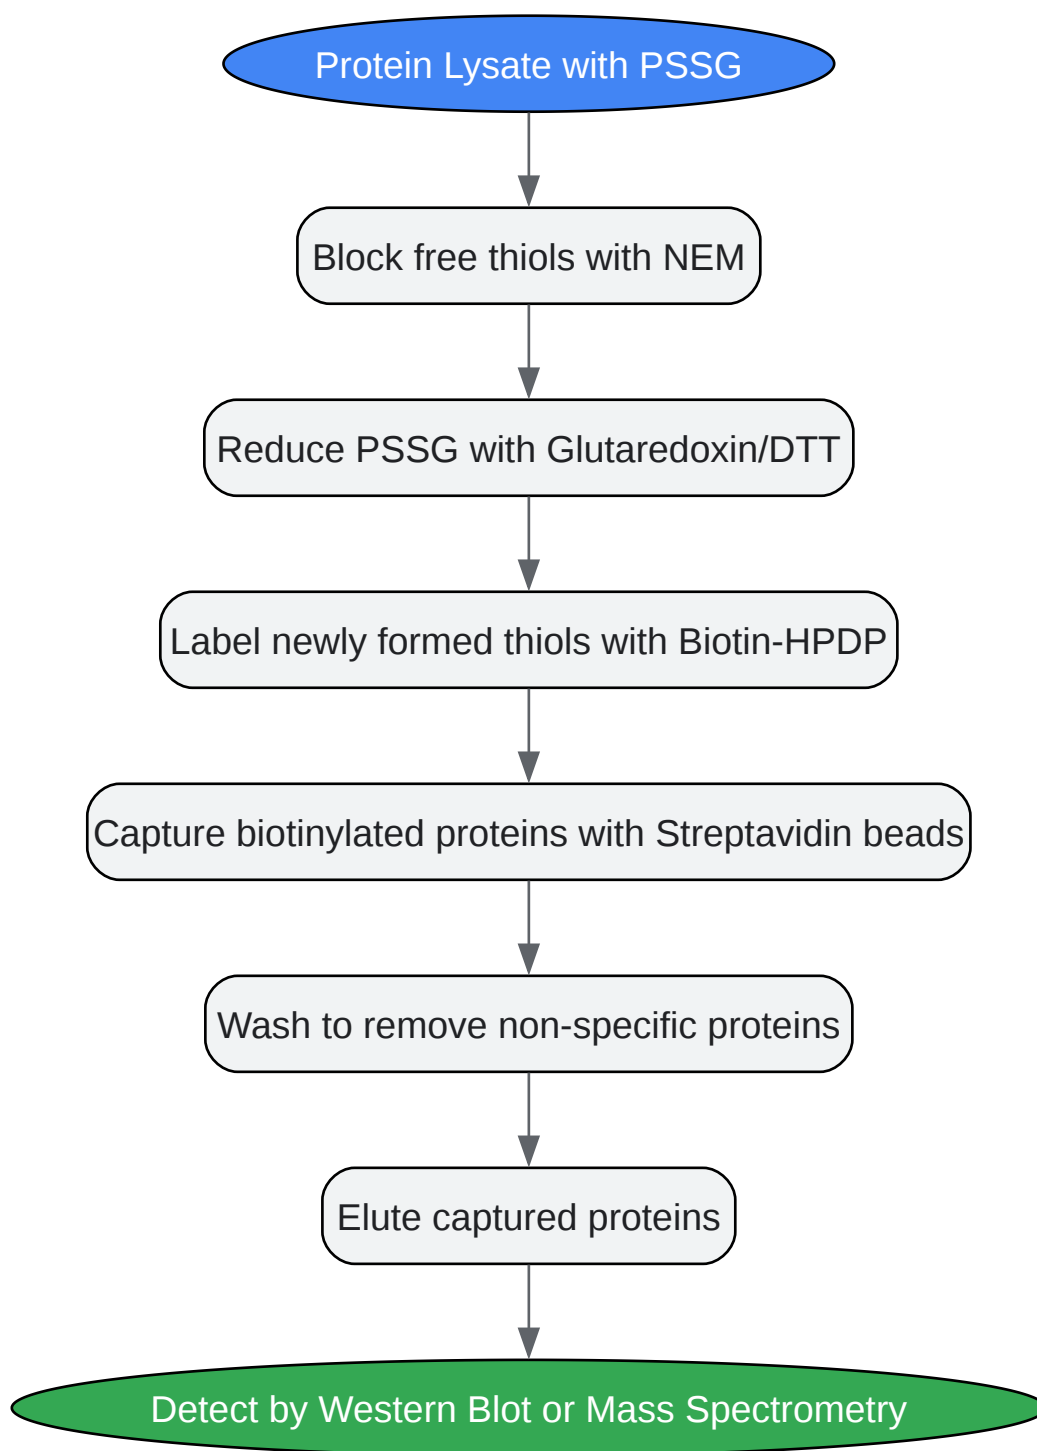 Protein Lysate with PSSG
Block free thiols with NEM
Reduce PSSG with Glutaredoxin/DTT
Label newly formed thiols with Biotin-HPDP
Capture biotinylated proteins with Streptavidin beads
Wash to remove non-specific proteins
Elute captured proteins
Detect by Western Blot or Mass Spectrometry